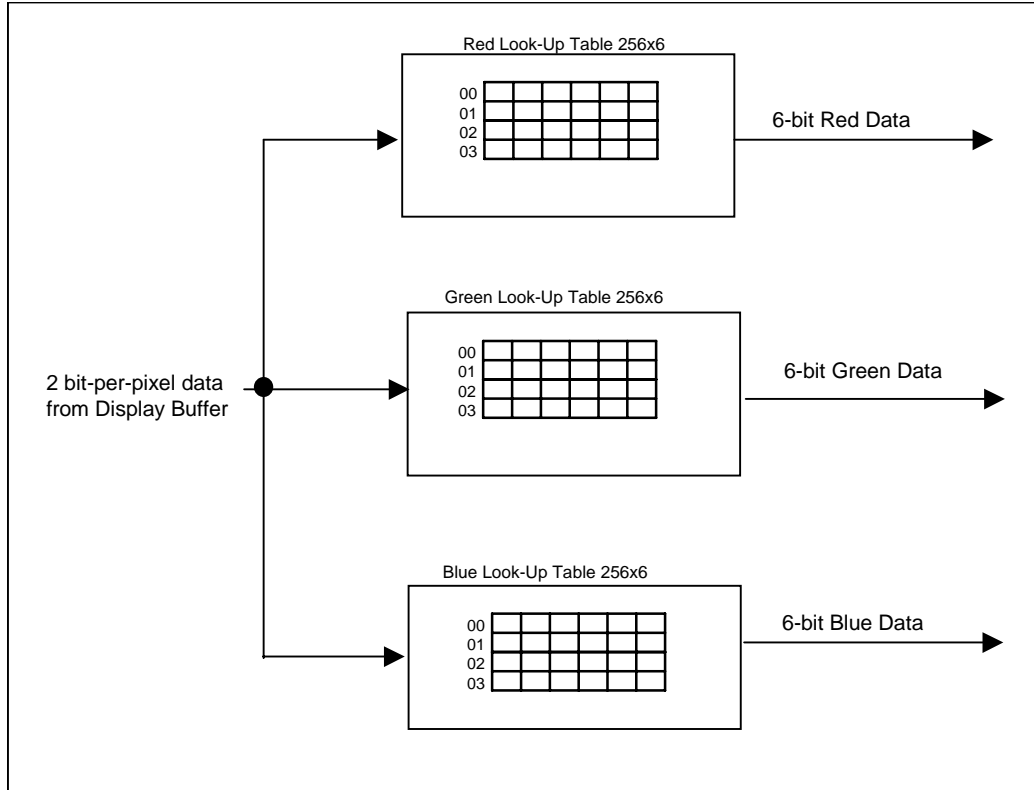 Red Look-Up Table 256x6
00
01
02
03
6-bit Red Data
Green Look-Up Table 256x6
00
01
02
03
6-bit Green Data
2 bit-per-pixel data
from Display Buffer
Blue Look-Up Table 256x6
00
01
02
03
6-bit Blue Data